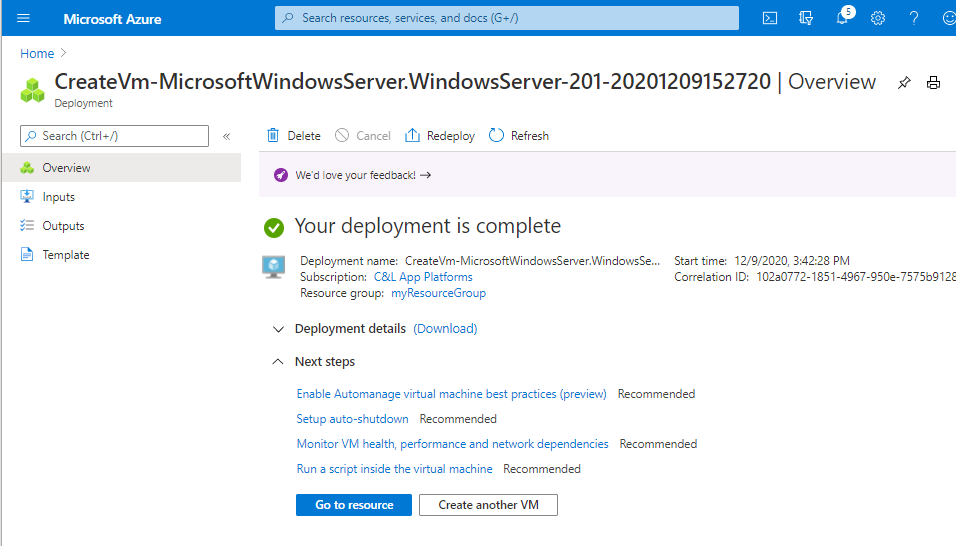 Microsoft Azure
Search resources, services, and docs (G+/)
5
Home
CreateVm-MicrosoftWindowsServer.WindowsServer-201-20201209152720 | Overview
Deployment
Search (Ctrl+/)
«
Delete
Cancel
Redeploy
Refresh
Overview
Inputs
Outputs
Template
We'd love your feedback! →
Your deployment is complete
Deployment name: CreateVm-MicrosoftWindowsServer.WindowsSe...
Subscription: C&L App Platforms
Resource group: myResourceGroup
Start time: 12/9/2020, 3:42:28 PM
Correlation ID: 102a0772-1851-4967-950e-7575b9128
Deployment details (Download)
Next steps
Enable Automanage virtual machine best practices (preview) Recommended
Setup auto-shutdown Recommended
Monitor VM health, performance and network dependencies Recommended
Run a script inside the virtual machine Recommended
Go to resource
Create another VM